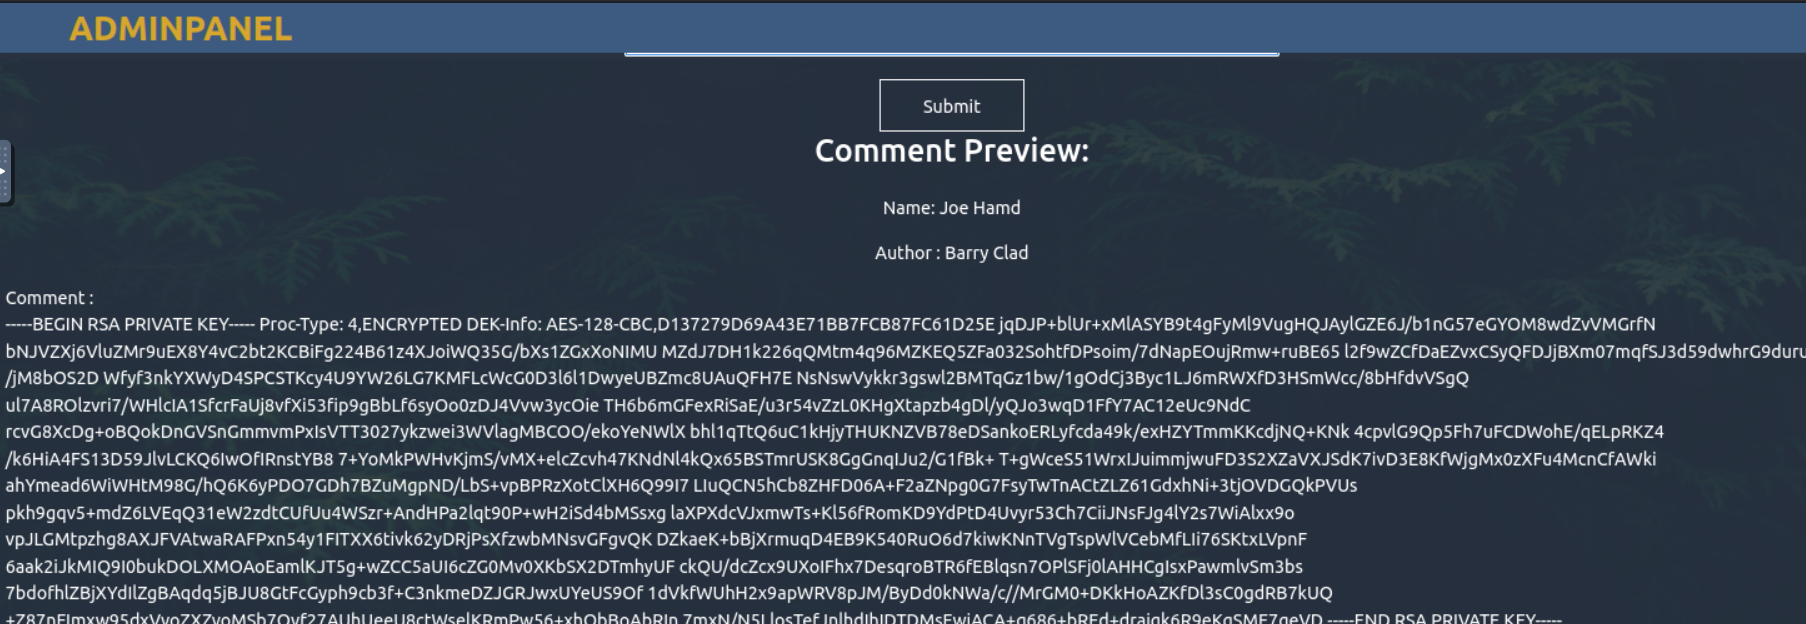 ADMINPANEL
Submit
Comment Preview:
Name: Joe Hamd
Author : Barry Clad
Comment :
-----BEGIN RSA PRIVATE KEY----- Proc-Type: 4,ENCRYPTED DEK-Info: AES-128-CBC,D137279D69A43E71BB7FCB87FC61D25E jqDJP+blUr+xMlASYB9t4gFyMl9VugHQJAylGZE6J/b1nG57eGYOM8wdZvVMGrfN
bNJVZXj6VluZMr9uEX8Y4vC2bt2KCBiFg224B61z4XJoiWQ35G/bXs1ZGxXoNIMU MZdJ7DH1k226qQMtm4q96MZKEQ5ZFa032SohtfDPsoim/7dNapEOujRmw+ruBE65 l2f9wZCfDaEZvxCSyQFDJjBXm07mqfSJ3d59dwhrG9duru
/jM8bOS2D Wfyf3nkYXWyD4SPCSTKcy4U9YW26LG7KMFLcWcG0D3l6l1DwyeUBZmc8UAuQFH7E NsNswVykkr3gswl2BMTqGz1bw/1gOdCj3Byc1LJ6mRWXfD3HSmWcc/8bHfdvVSgQ
ul7A8ROlzvri7/WHlcIA1SfcrFaUj8vfXi53fip9gBbLf6syOo0zDJ4Vvw3ycOie TH6b6mGFexRiSaE/u3r54vZzL0KHgXtapzb4gDl/yQJo3wqD1FfY7AC12eUc9NdC
rcvG8XcDg+oBQokDnGVSnGmmvmPxIsVTT3027ykzwei3WVlagMBCOO/ekoYeNWlX bhl1qTtQ6uC1kHjyTHUKNZVB78eDSankoERLyfcda49k/exHZYTmmKKcdjNQ+KNk 4cpvlG9Qp5Fh7uFCDWohE/qELpRKZ4
/k6HiA4FS13D59JlvLCKQ6IwOfIRnstYB8 7+YoMkPWHvKjmS/vMX+elcZcvh47KNdNl4kQx65BSTmrUSK8GgGnqIJu2/G1fBk+ T+gWceS51WrxIJuimmjwuFD3S2XZaVXJSdK7ivD3E8KfWjgMx0zXFu4McnCfAWki
ahYmead6WiWHtM98G/hQ6K6yPDO7GDh7BZuMgpND/LbS+vpBPRzXotClXH6Q99I7 LIuQCN5hCb8ZHFD06A+F2aZNpg0G7FsyTwTnACtZLZ61GdxhNi+3tjOVDGQkPVUs
pkh9gqv5+mdZ6LVEqQ31eW2zdtCUfUu4WSzr+AndHPa2lqt90P+wH2iSd4bMSsxg laXPXdcVJxmwTs+Kl56fRomKD9YdPtD4Uvyr53Ch7CiiJNsFJg4lY2s7WiAlxx9o
vpJLGMtpzhg8AXJFVAtwaRAFPxn54y1FITXX6tivk62yDRjPsXfzwbMNsvGFgvQK DZkaeK+bBjXrmuqD4EB9K540RuO6d7kiwKNnTVgTspWlVCebMfLIi76SKtxLVpnF
6aak2iJkMIQ9I0bukDOLXMOAoEamlKJT5g+wZCC5aUI6cZG0Mv0XKbSX2DTmhyUF ckQU/dcZcx9UXoIFhx7DesqroBTR6fEBlqsn7OPlSFj0lAHHCgIsxPawmlvSm3bs
7bdofhlZBjXYdIlZgBAqdq5jBJU8GtFcGyph9cb3f+C3nkmeDZJGRJwxUYeUS9Of 1dVkfWUhH2x9apWRV8pJM/ByDd0kNWa/c//MrGM0+DKkHoAZKfDl3sC0gdRB7kUQ
-----END RSA PRIVATE KEY-----